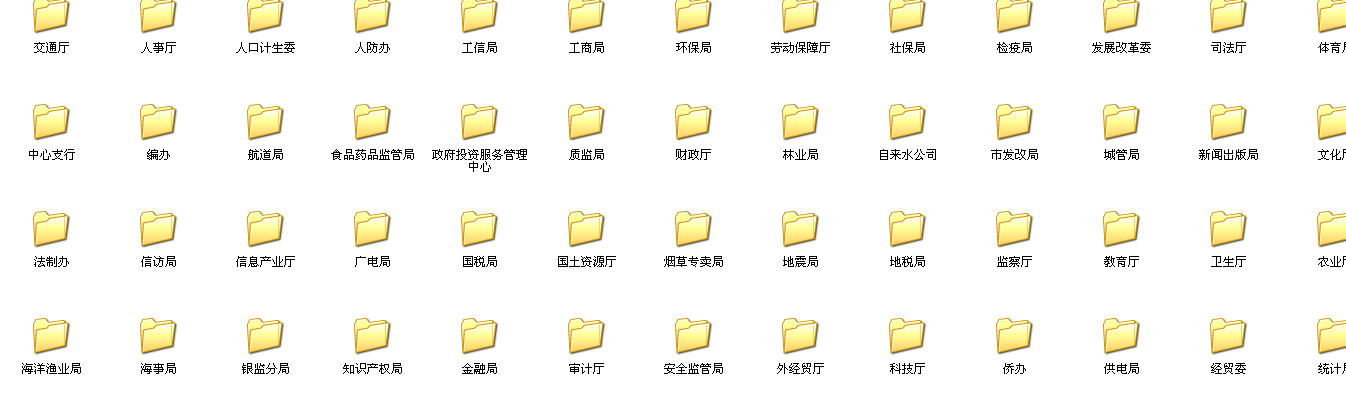 交通厅 人事厅 人口计生委 人防办 工信局 工商局 环保局 劳动保障厅 社保局 检疫局 发展改革委 司法厅 体育
中心支行 编办 航道局 食品药品监管局 政府投资服务管理 质监局 财政厅 林业局 自来水公司 市发改局 城管局 新闻出版局 文化
中心
法制办 信访局 信息产业厅 广电局 国税局 国土资源厅 烟草专卖局 地震局 地税局 监察厅 教育厅 卫生厅 农业
海洋渔业局 海事局 银监分局 知识产权局 金融局 审计厅 安全监管局 外经贸厅 科技厅 侨办 供电局 经贸委 统计